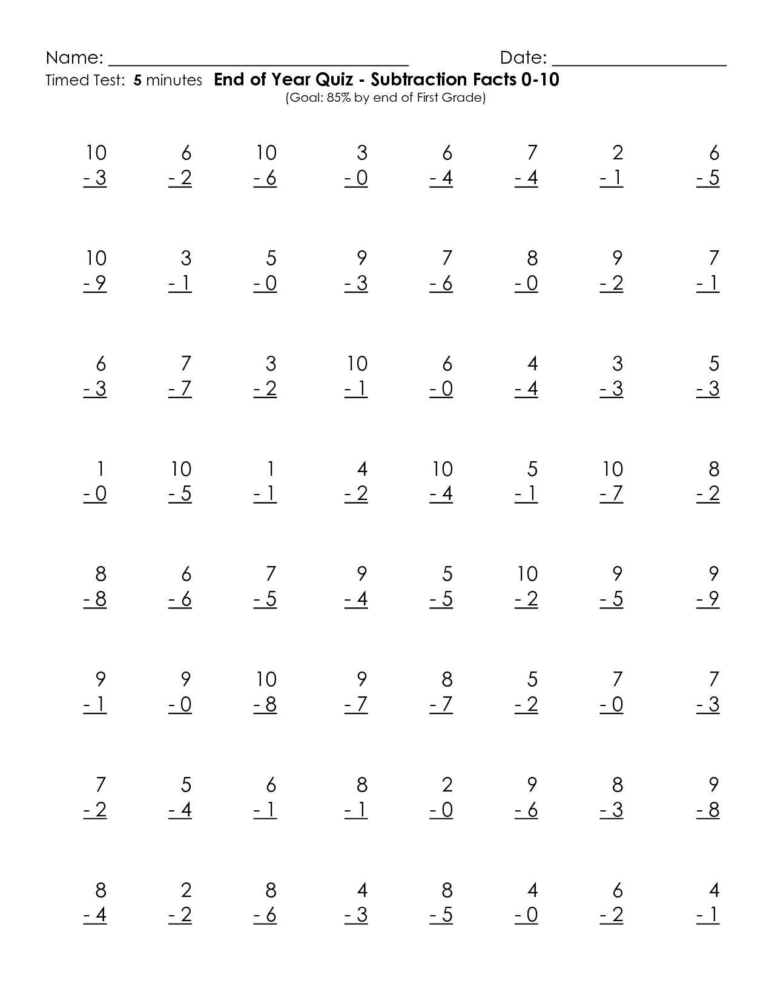 Name: ________________________________ Date: ___________________
Timed Test: 5 minutes End of Year Quiz - Subtraction Facts 0-10
(Goal: 85% by end of First Grade)
10 6 10 3 6 7 2 6
- 3 - 2 - 6 - 0 - 4 - 4 - 1 - 5
10 3 5 9 7 8 9 7
- 9 - 1 - 0 - 3 - 6 - 0 - 2 - 1
6 7 3 10 6 4 3 5
- 3 - 7 - 2 - 1 - 0 - 4 - 3 - 3
1 10 1 4 10 5 10 8
- 0 - 5 - 1 - 2 - 4 - 1 - 7 - 2
8 6 7 9 5 10 9 9
- 8 - 6 - 5 - 4 - 5 - 2 - 5 - 9
9 9 10 9 8 5 7 7
- 1 - 0 - 8 - 7 - 7 - 2 - 0 - 3
7 5 6 8 2 9 8 9
- 2 - 4 - 1 - 1 - 0 - 6 - 3 - 8
8 2 8 4 8 4 6 4
- 4 - 2 - 6 - 3 - 5 - 0 - 2 - 1